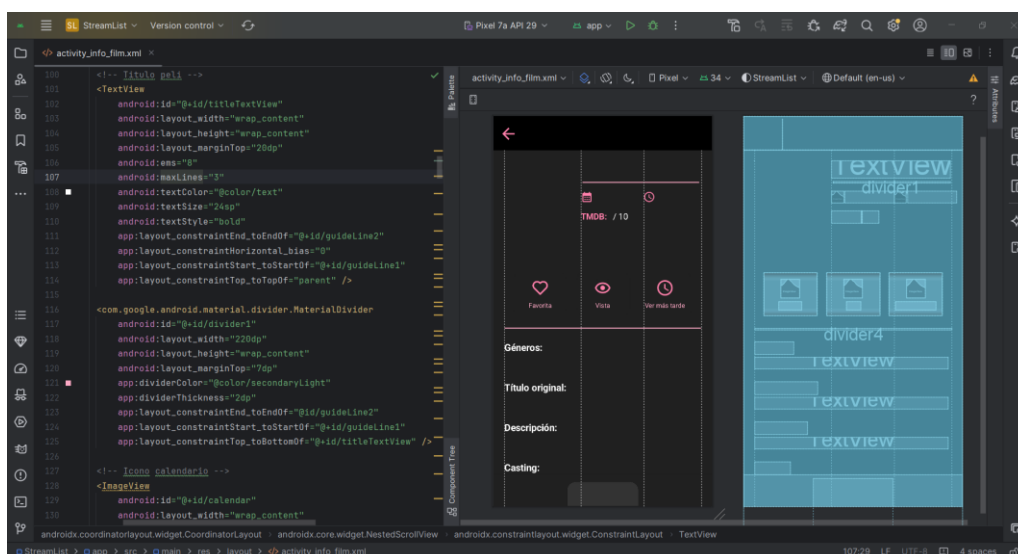 SL StreamList Version control Pixel 7a API 29 app
activity_info_film.xml
100 <!-- Titulo peli -->
101 <TextView
102 android:id="@+id/titleTextView"
103 android:layout_width="wrap_content"
104 android:layout_height="wrap_content"
105 android:layout_marginTop="20dp"
106 android:ems="8"
107 android:maxLines="3"
108 android:textColor="@color/text"
109 android:textSize="24sp"
110 android:textStyle="bold"
111 app:layout_constraintEnd_toEndOf="@+id/guideLine2"
112 app:layout_constraintHorizontal_bias="0"
113 app:layout_constraintStart_toStartOf="@+id/guideLine1"
114 app:layout_constraintTop_toTopOf="parent" />
115
116 <com.google.android.material.divider.MaterialDivider
117 android:id="@+id/divider1"
118 android:layout_width="220dp"
119 android:layout_height="wrap_content"
120 android:layout_marginTop="7dp"
121 app:dividerColor="@color/secondaryLight"
122 app:dividerThickness="2dp"
123 app:layout_constraintEnd_toEndOf="@id/guideLine2"
124 app:layout_constraintStart_toStartOf="@+id/guideLine1"
125 app:layout_constraintTop_toBottomOf="@+id/titleTextView" />
126
127 <!-- Icono calendario -->
128 <ImageView
129 android:id="@+id/calendar"
130 android:layout_width="wrap_content"
Palette
Component Tree
activity_info_film.xml Pixel 34 StreamList Default (en-us)
?
Attributes
TMDB: / 10
Favorita Vista Ver más tarde
Géneros:
Título original:
Descripción:
Casting:
TextView
divider1
divider4
TextView
TextView
TextView
androidx.coordinatorlayout.widget.CoordinatorLayout › androidx.core.widget.NestedScrollView › androidx.constraintlayout.widget.ConstraintLayout › TextView
StreamList > app > src > main > res > layout > activity_info_film.xml 107:29 LF UTF-8 4 spaces